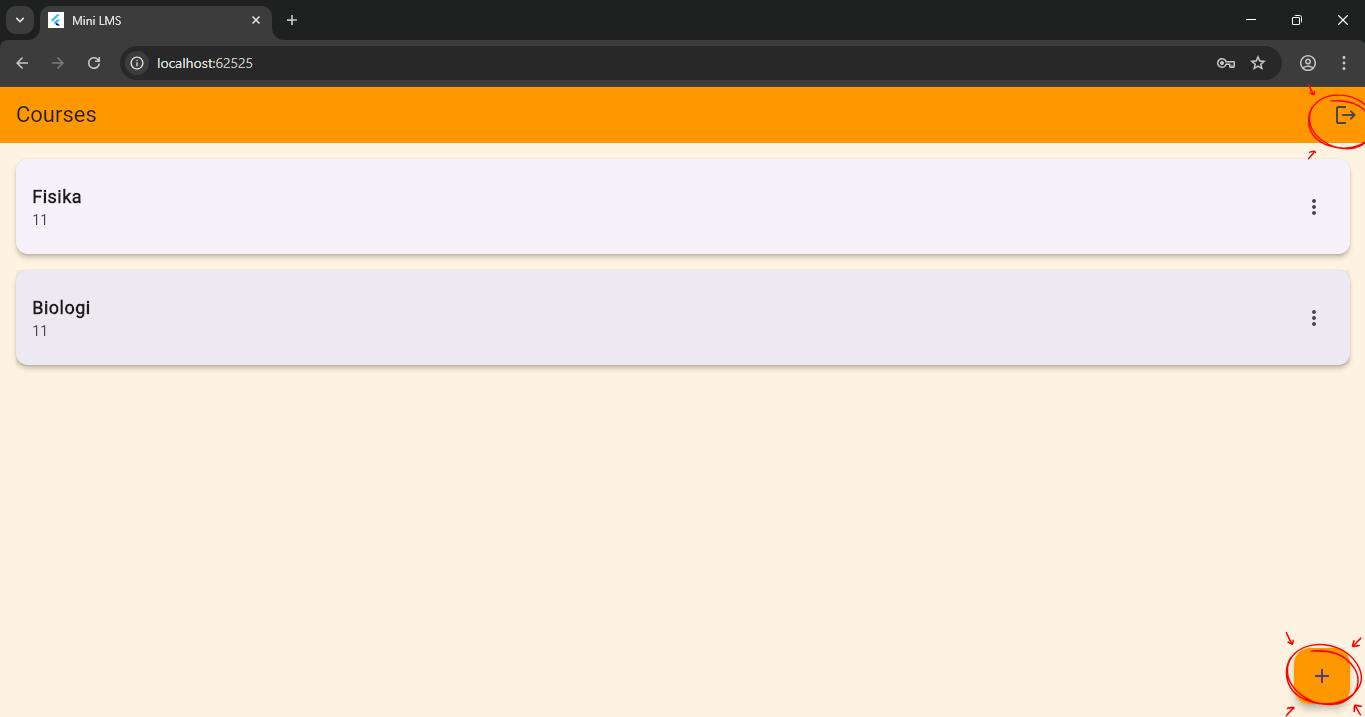 Mini LMS
localhost:62525
Courses
Fisika
11
Biologi
11